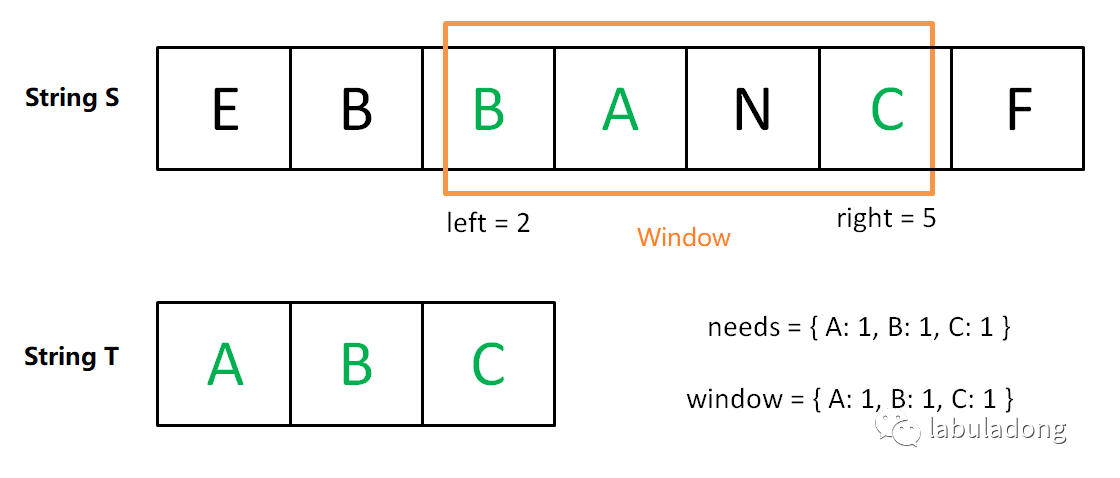 String S
E B B A N C F
left = 2
right = 5
Window
String T
A B C
needs = { A: 1, B: 1, C: 1 }
window = { A: 1, B: 1, C: 1 }
labuladong